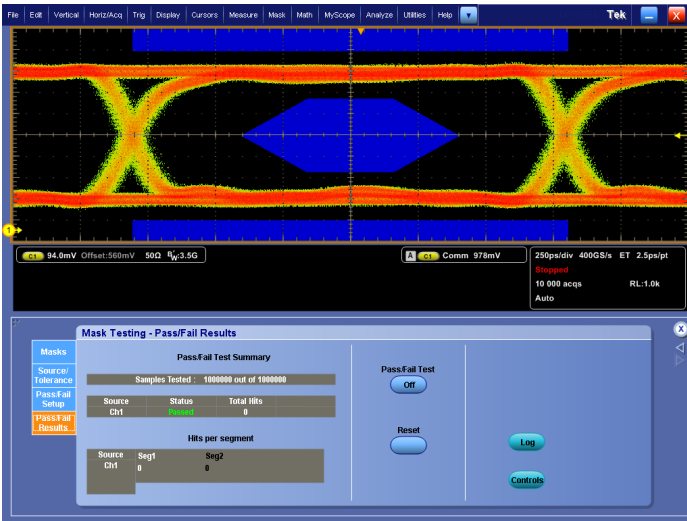 File Edit Vertical Horiz/Acq Trig Display Cursors Measure Mask Math MyScope Analyze Utilities Help Tek X
1
C1 94.0mV Offset:560mV 50Ω BW:3.5G
A C1 Comm 978mV
250ps/div 400GS/s ET 2.5ps/pt
Stopped
10 000 acqs RL:1.0k
Auto
Mask Testing - Pass/Fail Results
X
Masks
Source/
Tolerance
Pass/Fail
Setup
Pass/Fail
Results
Pass/Fail Test Summary
Samples Tested : 1000000 out of 1000000
Source Status Total Hits
Ch1 Passed 0
Hits per segment
Source Seg1 Seg2
Ch1 0 0
Pass/Fail Test
Off
Reset
Log
Controls